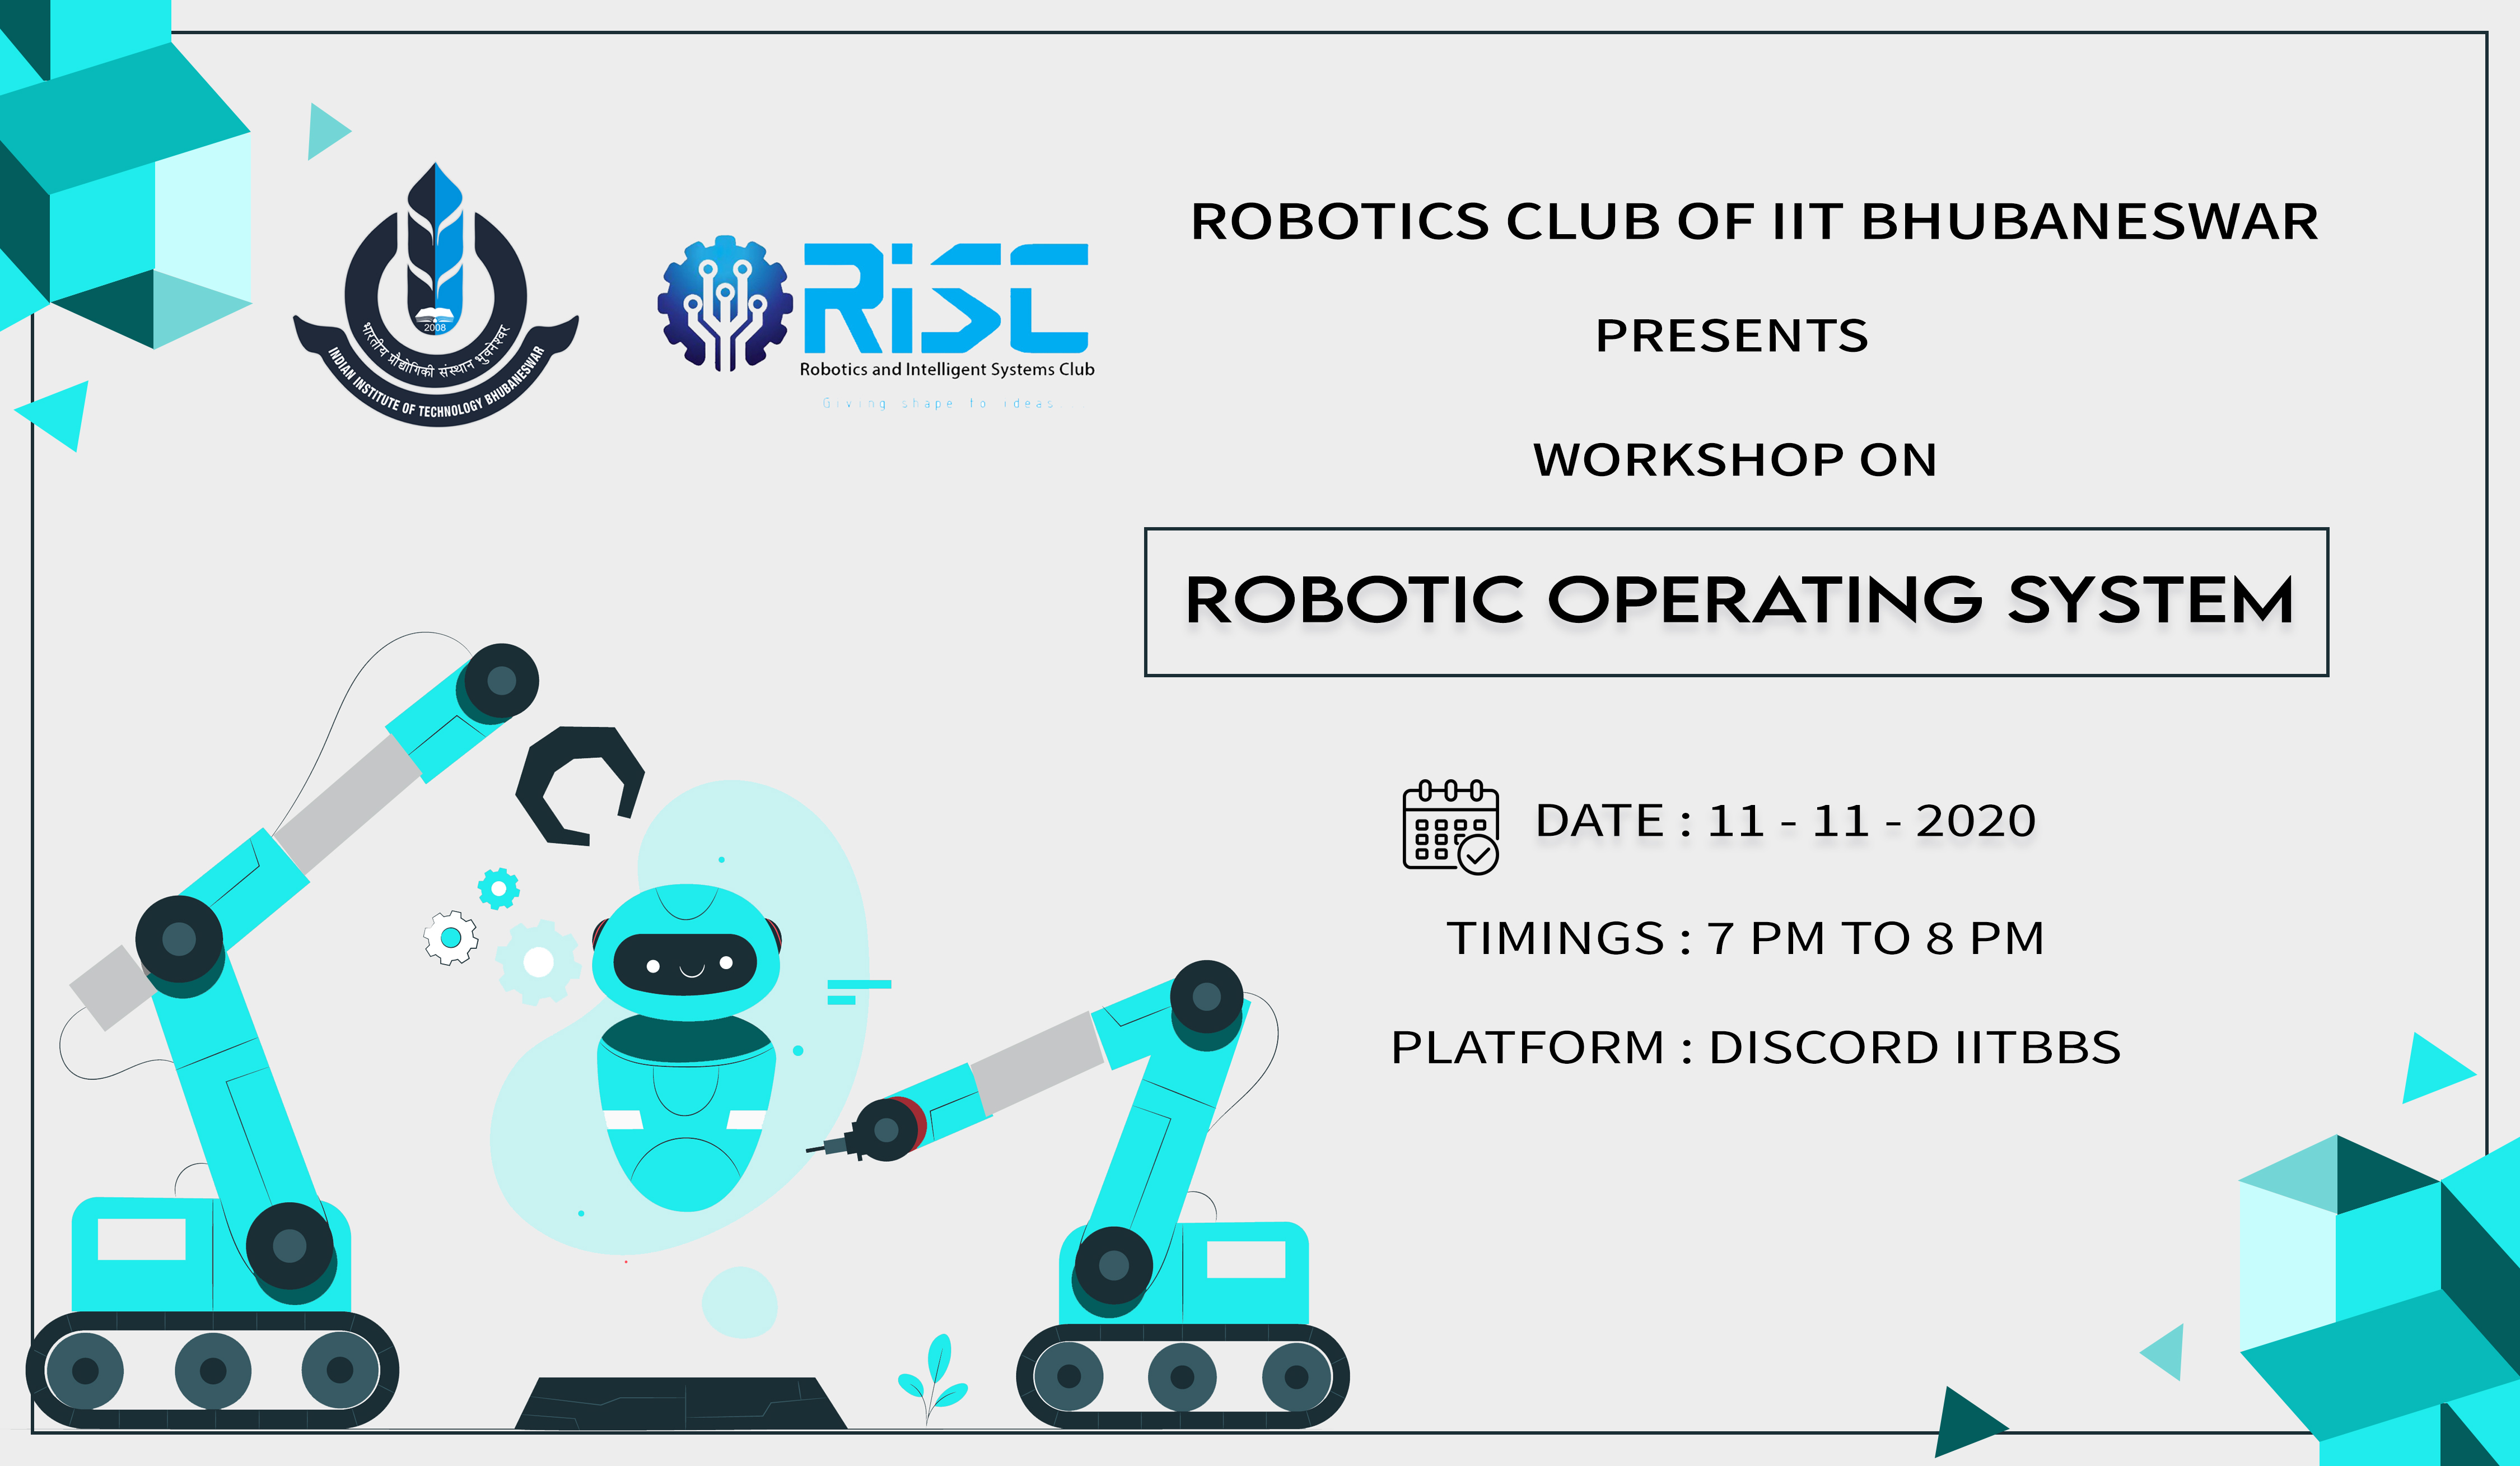 2008
भारतीय प्रौद्योगिकी संस्थान भुवनेश्वर
INDIAN INSTITUTE OF TECHNOLOGY BHUBANESWAR
RiSC
Robotics and Intelligent Systems Club
Giving shape to ideas
ROBOTICS CLUB OF IIT BHUBANESWAR
PRESENTS
WORKSHOP ON
ROBOTIC OPERATING SYSTEM
DATE : 11 - 11 - 2020
TIMINGS : 7 PM TO 8 PM
PLATFORM : DISCORD IITBBS